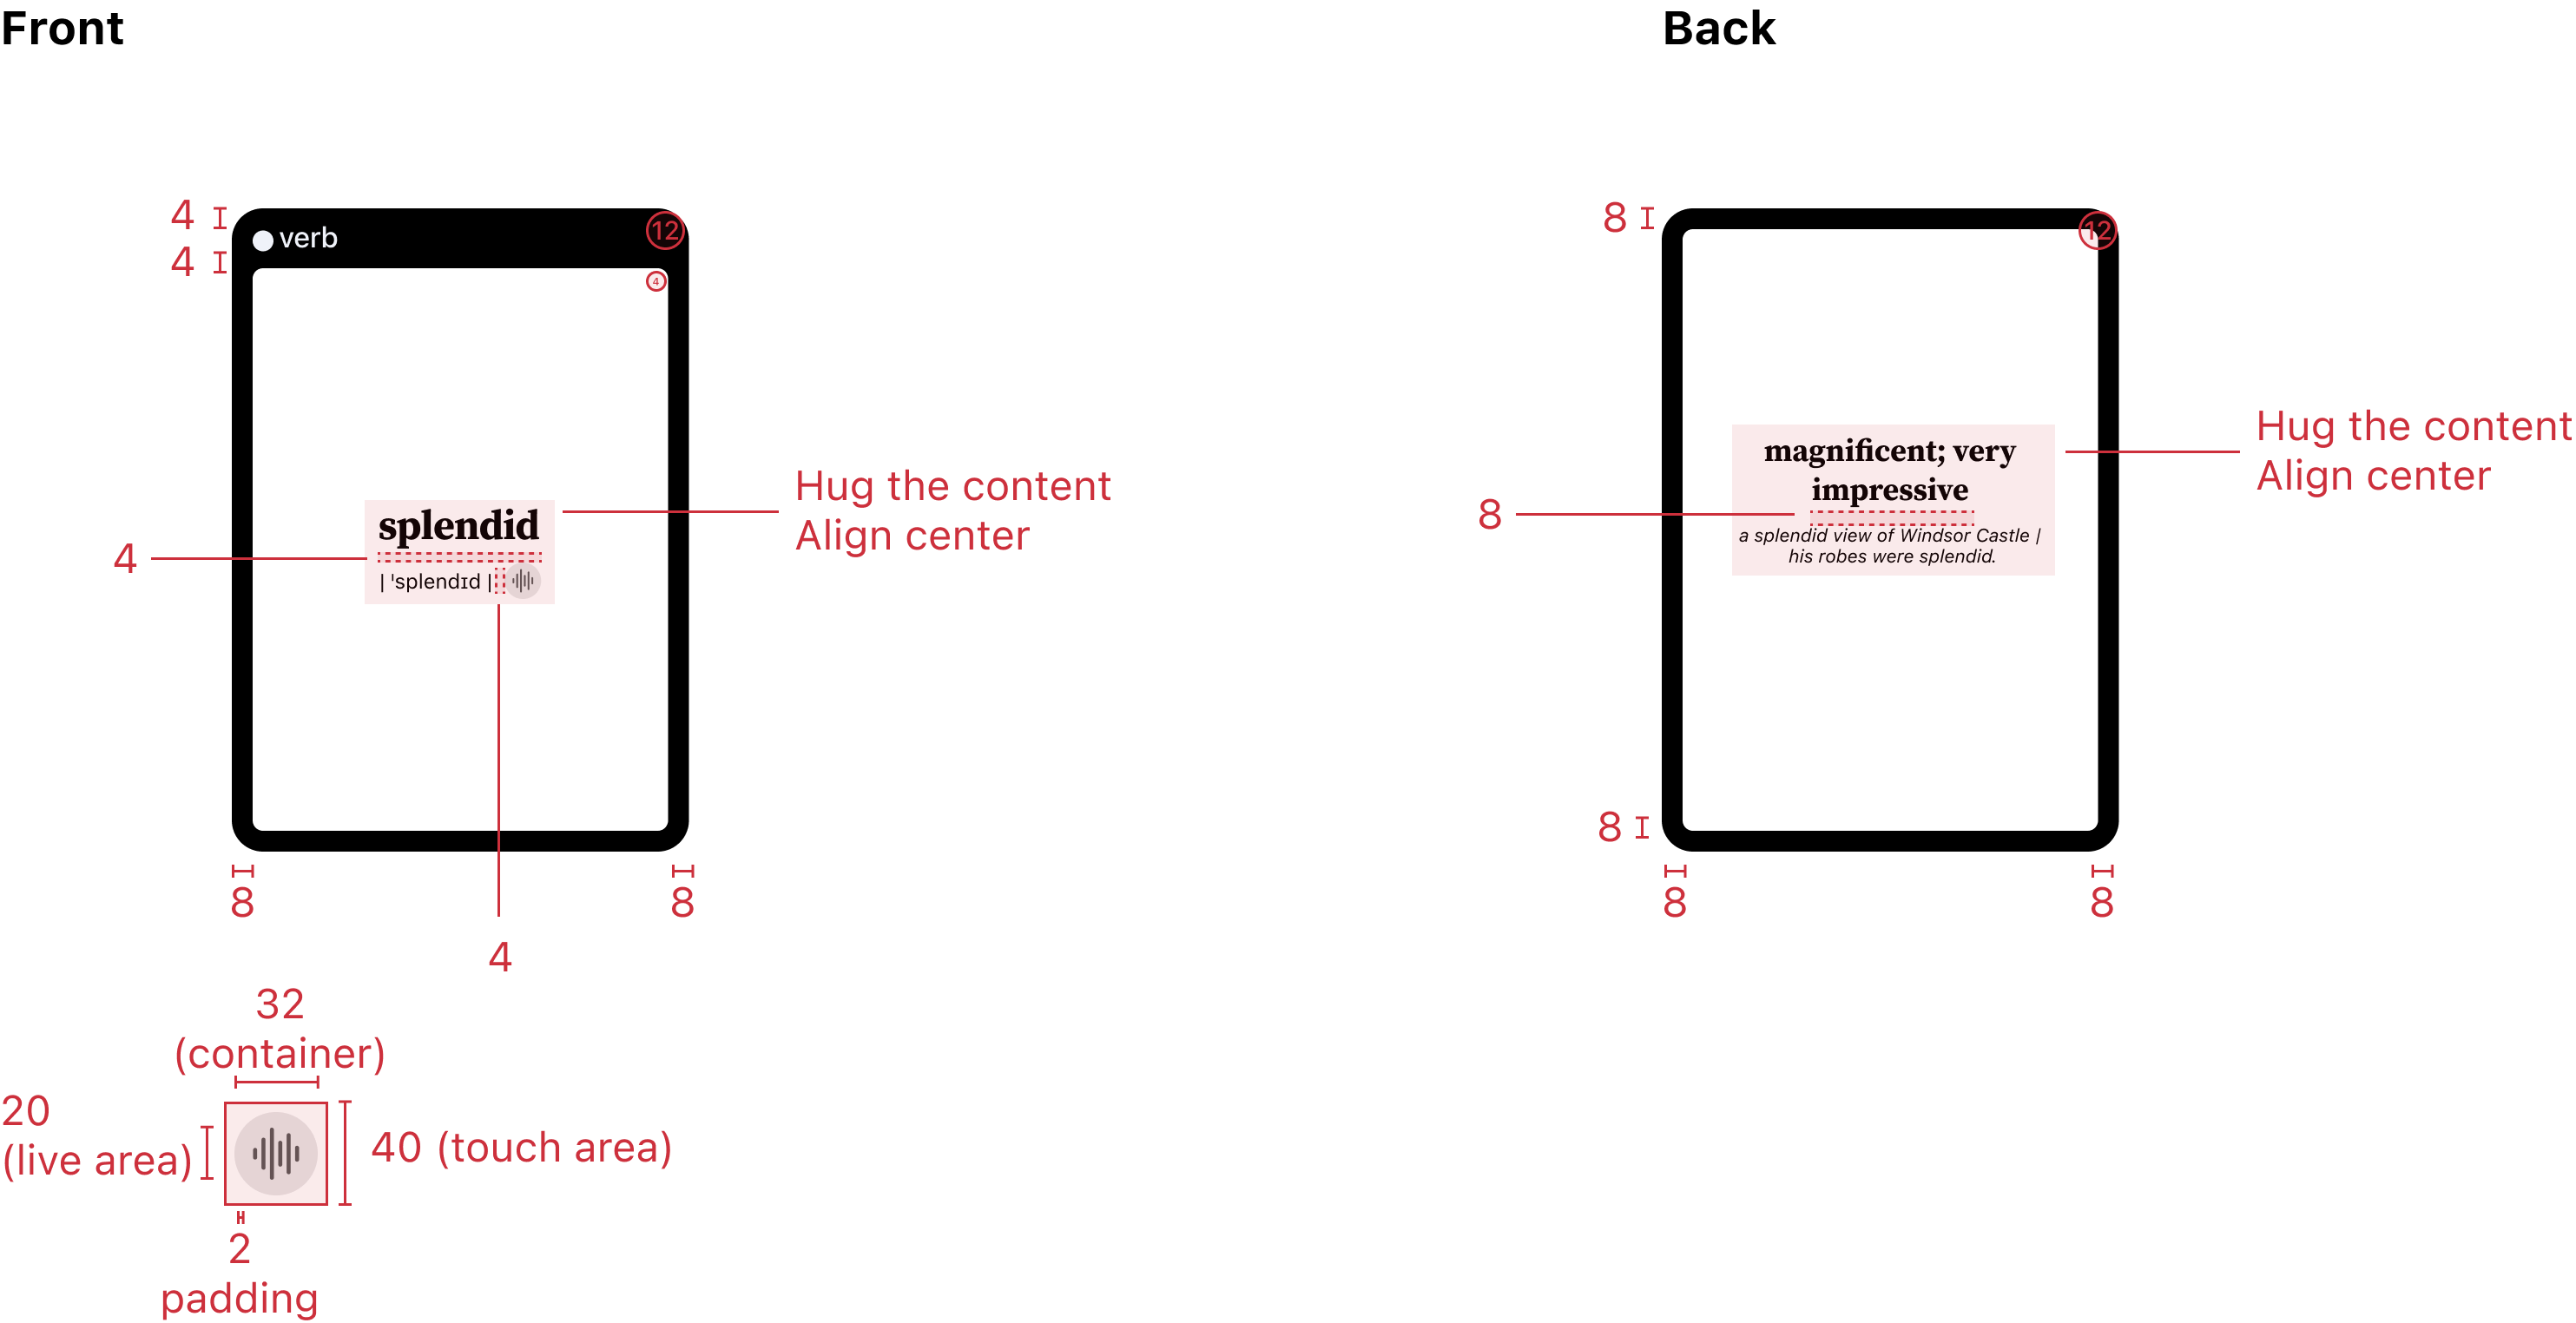 Front
Back
4
verb
12
4
4
Hug the content
Align center
splendid
4
| 'splendɪd |
8
8
4
32
(container)
20
(live area)
40 (touch area)
2
padding
8
12
Hug the content
Align center
magnificent; very
impressive
8
a splendid view of Windsor Castle |
his robes were splendid.
8
8
8